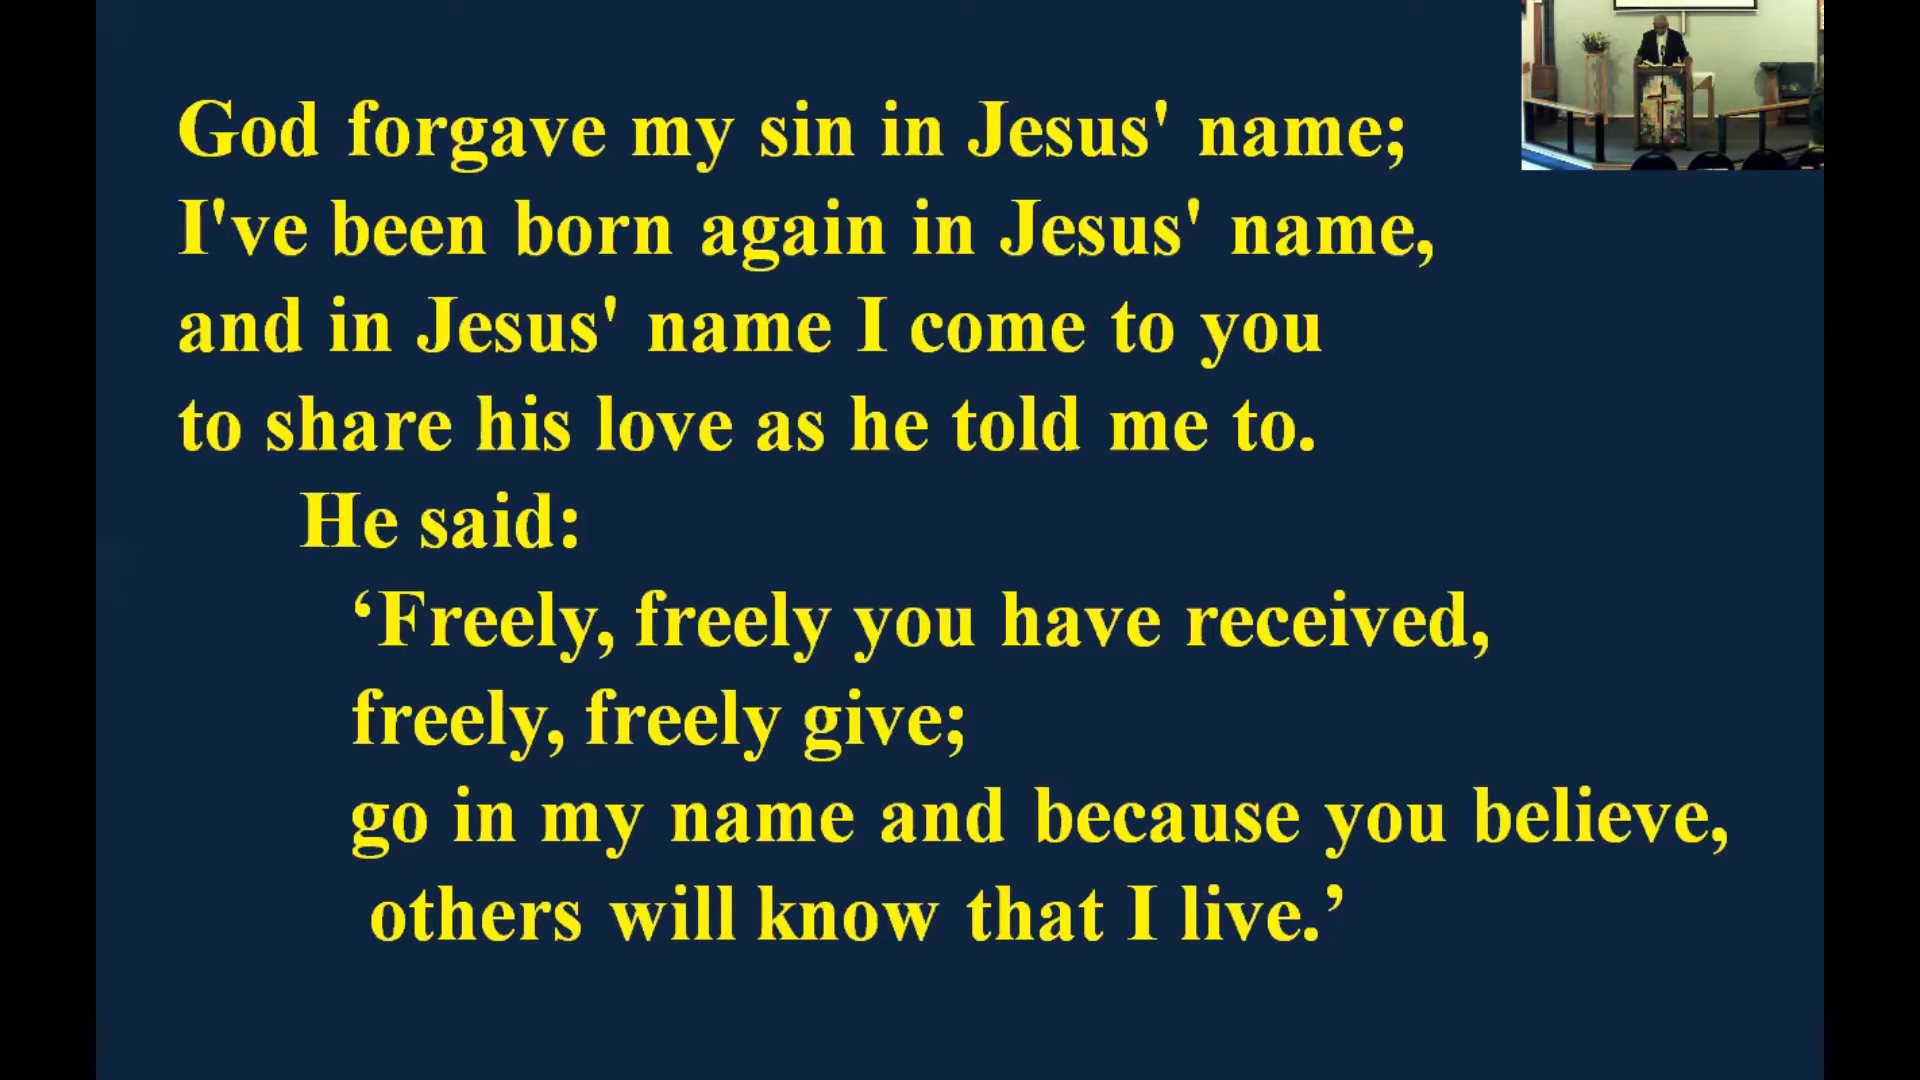 God forgave my sin in Jesus' name;
I've been born again in Jesus' name,
and in Jesus' name I come to you
to share his love as he told me to.
He said:
‘Freely, freely you have received,
freely, freely give;
go in my name and because you believe,
others will know that I live.’